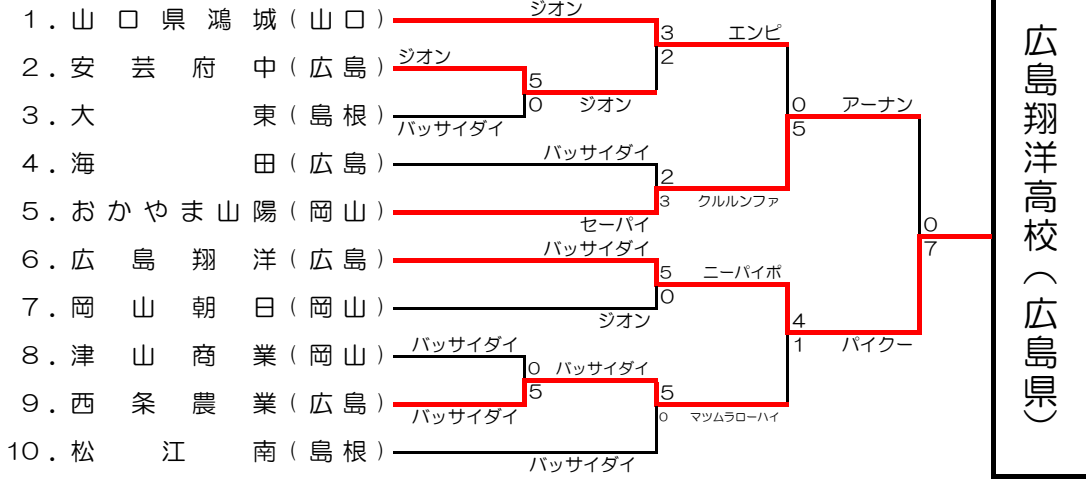 ジオン
1．山口県鴻城（山口）
3
エンピ
2
ジオン
2．安芸府中（広島）
5
0
ジオン
0
アーナン
5
3．大東（島根）
バッサイダイ
バッサイダイ
4．海田（広島）
2
3
クルルンファ
5．おかやま山陽（岡山）
セーパイ
0
7
バッサイダイ
6．広島翔洋（広島）
5
ニーパイポ
0
7．岡山朝日（岡山）
ジオン
4
1
パイクー
バッサイダイ
8．津山商業（岡山）
0
バッサイダイ
5
9．西条農業（広島）
バッサイダイ
5
0
マツムラローハイ
10．松江南（島根）
バッサイダイ
広島翔洋高校（広島県）